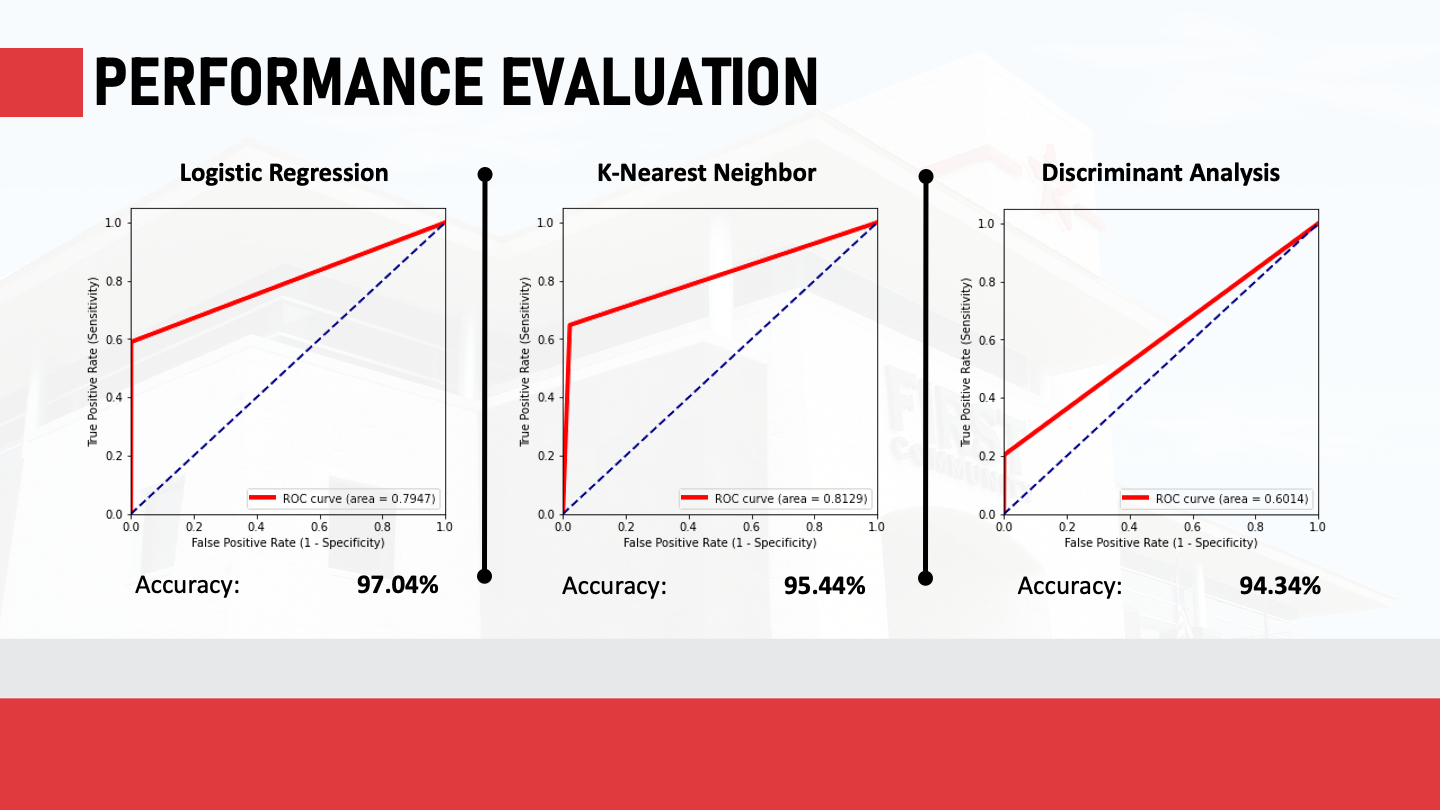 PERFORMANCE EVALUATION
Logistic Regression
1.0
0.8
0.6
0.4
0.2
0.0
True Positive Rate (Sensitivity)
ROC curve (area = 0.7947)
0.0 0.2 0.4 0.6 0.8 1.0
False Positive Rate (1 - Specificity)
Accuracy: 97.04%
K-Nearest Neighbor
1.0
0.8
0.6
0.4
0.2
0.0
True Positive Rate (Sensitivity)
ROC curve (area = 0.8129)
0.0 0.2 0.4 0.6 0.8 1.0
False Positive Rate (1 - Specificity)
Accuracy: 95.44%
Discriminant Analysis
1.0
0.8
0.6
0.4
0.2
0.0
True Positive Rate (Sensitivity)
ROC curve (area = 0.6014)
0.0 0.2 0.4 0.6 0.8 1.0
False Positive Rate (1 - Specificity)
Accuracy: 94.34%
FIRST